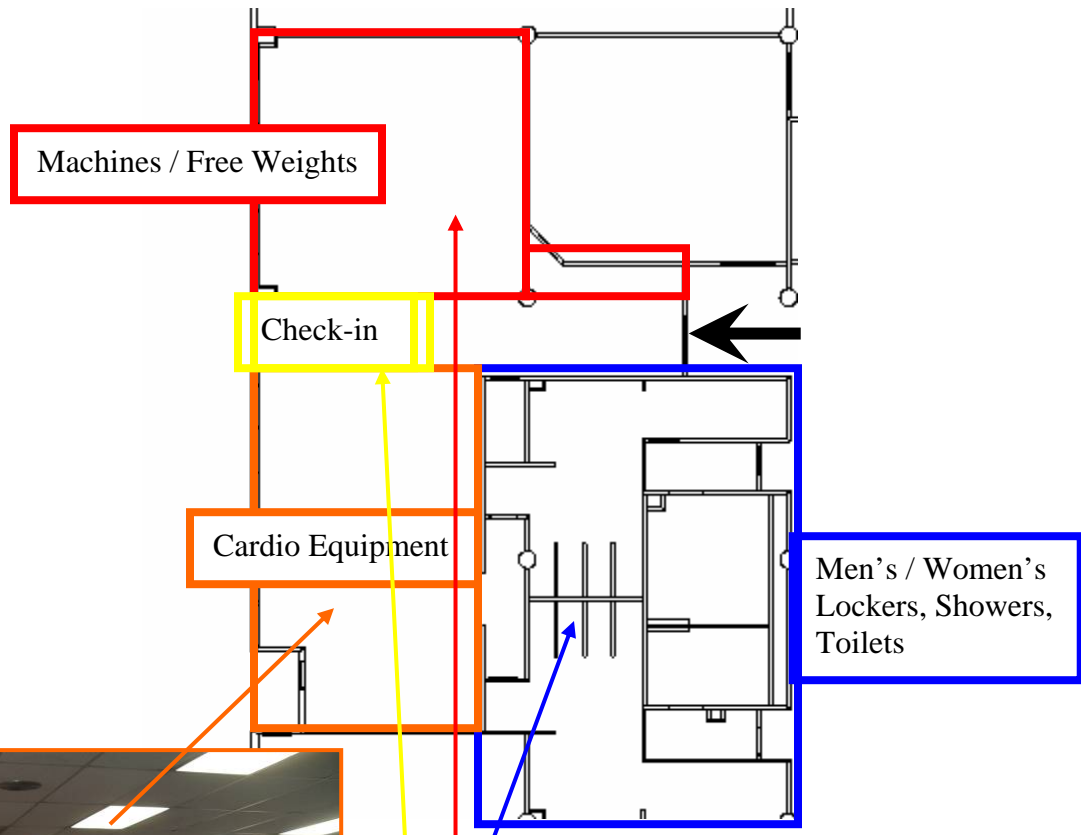 Machines / Free Weights
Check-in
Cardio Equipment
Men's / Women's
Lockers, Showers,
Toilets